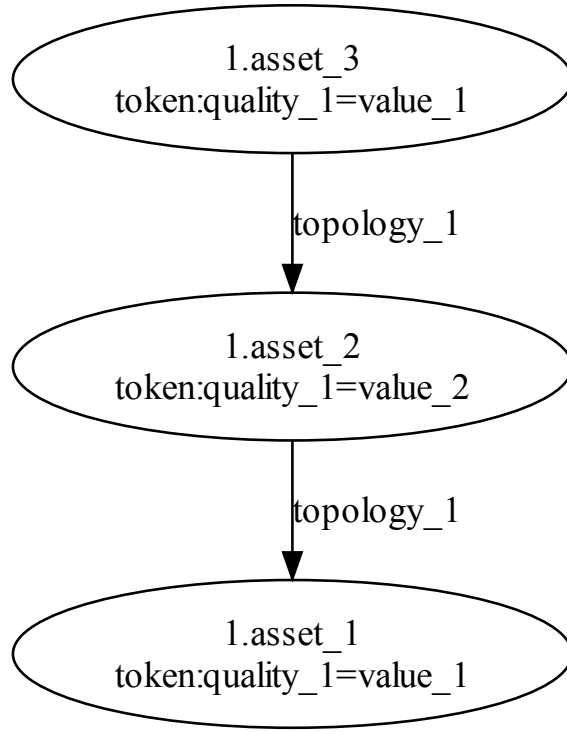 1.asset_3
token:quality_1=value_1
topology_1
1.asset_2
token:quality_1=value_2
topology_1
1.asset_1
token:quality_1=value_1